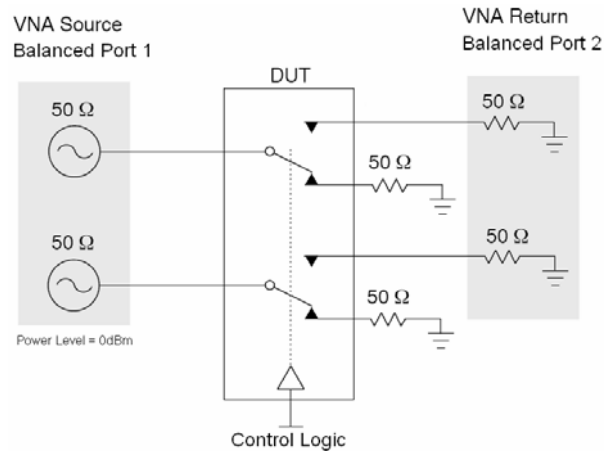 VNA Source
Balanced Port 1
VNA Return
Balanced Port 2
DUT
50 Ω
50 Ω
50 Ω
50 Ω
50 Ω
50 Ω
Power Level = 0dBm
Control Logic